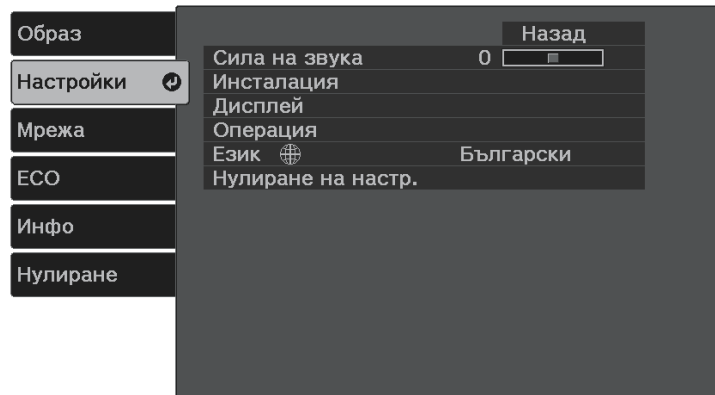 Образ
Настройки
Мрежа
ECO
Инфо
Нулиране
Назад
Сила на звука 0
Инсталация
Дисплей
Операция
Език Български
Нулиране на настр.